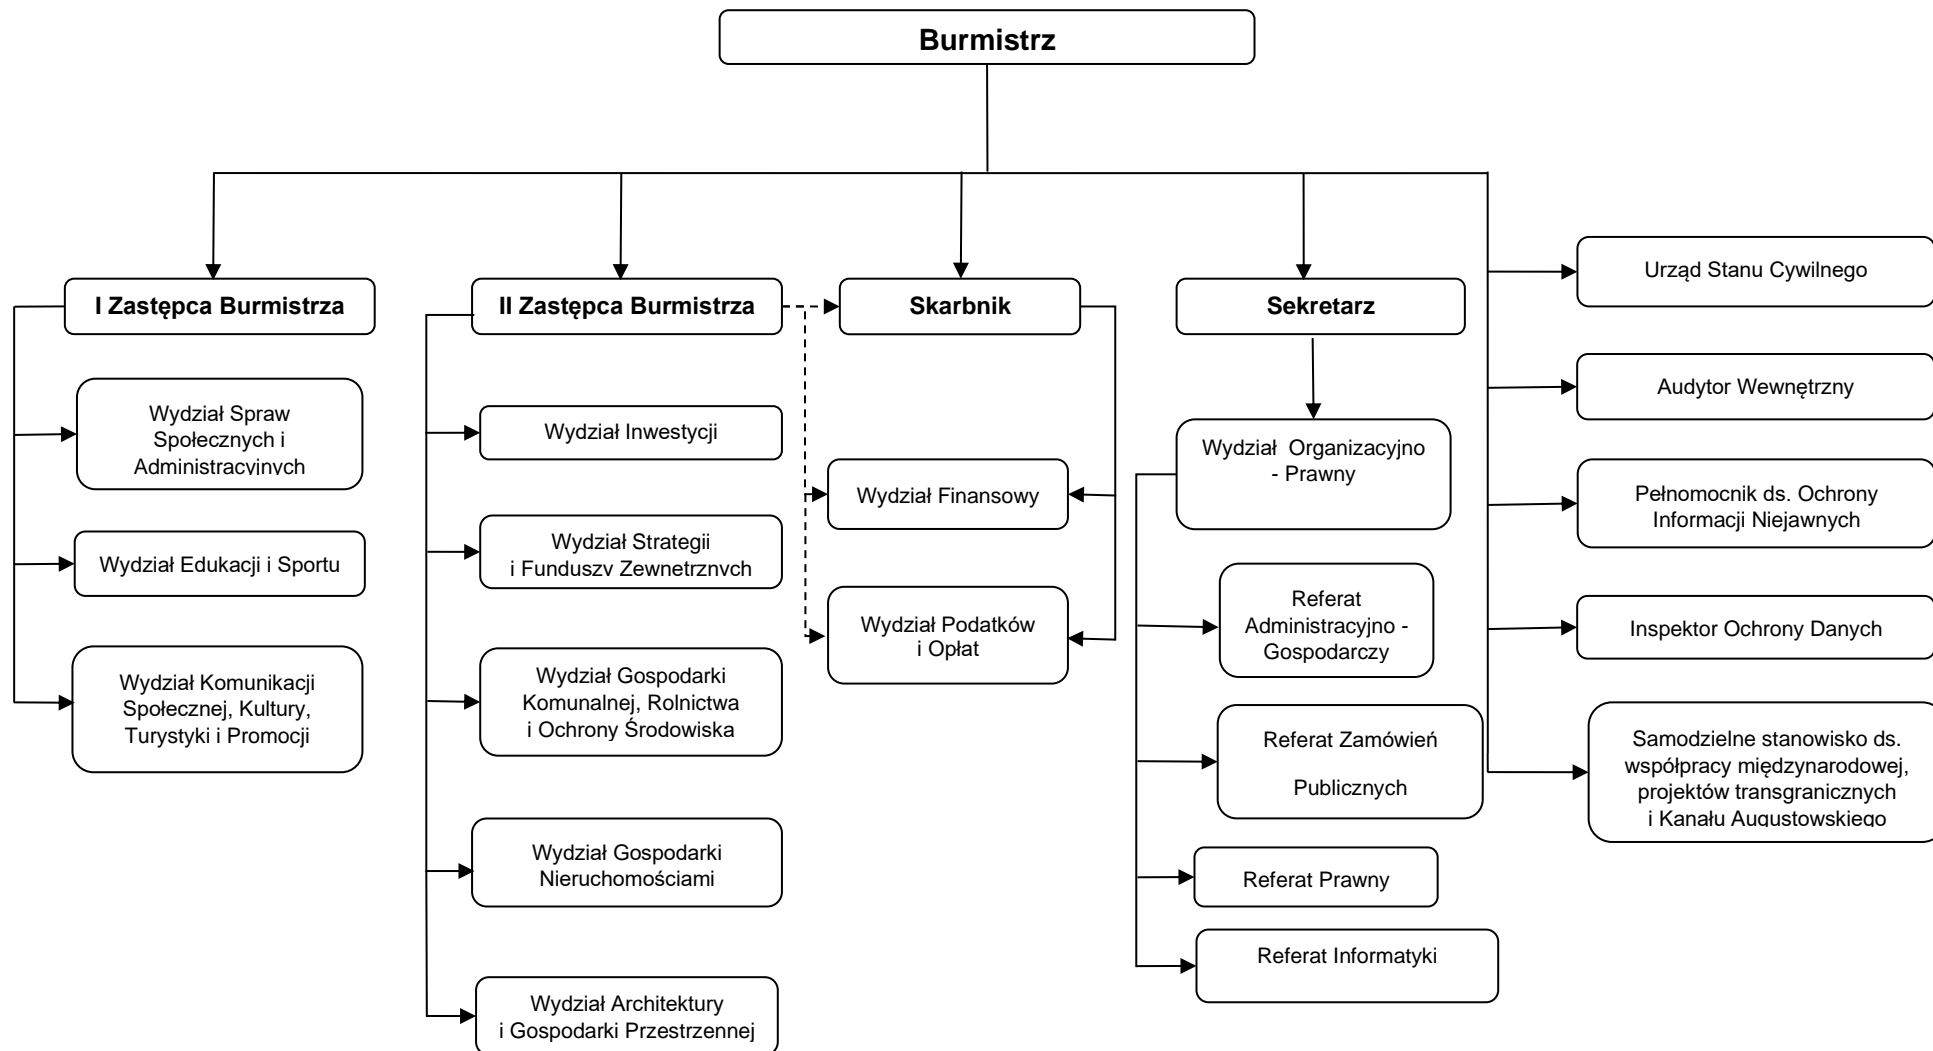 Burmistrz
I Zastępca Burmistrza
II Zastępca Burmistrza
Skarbnik
Sekretarz
Wydział Spraw
Społecznych i
Administracyjnych
Wydział Edukacji i Sportu
Wydział Komunikacji
Społecznej, Kultury,
Turystyki i Promocji
Wydział Inwestycji
Wydział Strategii
i Funduszy Zewnętrznych
Wydział Gospodarki
Komunalnej, Rolnictwa
i Ochrony Środowiska
Wydział Gospodarki
Nieruchomościami
Wydział Architektury
i Gospodarki Przestrzennej
Wydział Finansowy
Wydział Podatków
i Opłat
Wydział Organizacyjno
- Prawny
Referat
Administracyjno -
Gospodarczy
Referat Zamówień
Publicznych
Referat Prawny
Referat Informatyki
Urząd Stanu Cywilnego
Audytor Wewnętrzny
Pełnomocnik ds. Ochrony
Informacji Niejawnych
Inspektor Ochrony Danych
Samodzielne stanowisko ds.
współpracy międzynarodowej,
projektów transgranicznych
i Kanału Augustowskiego